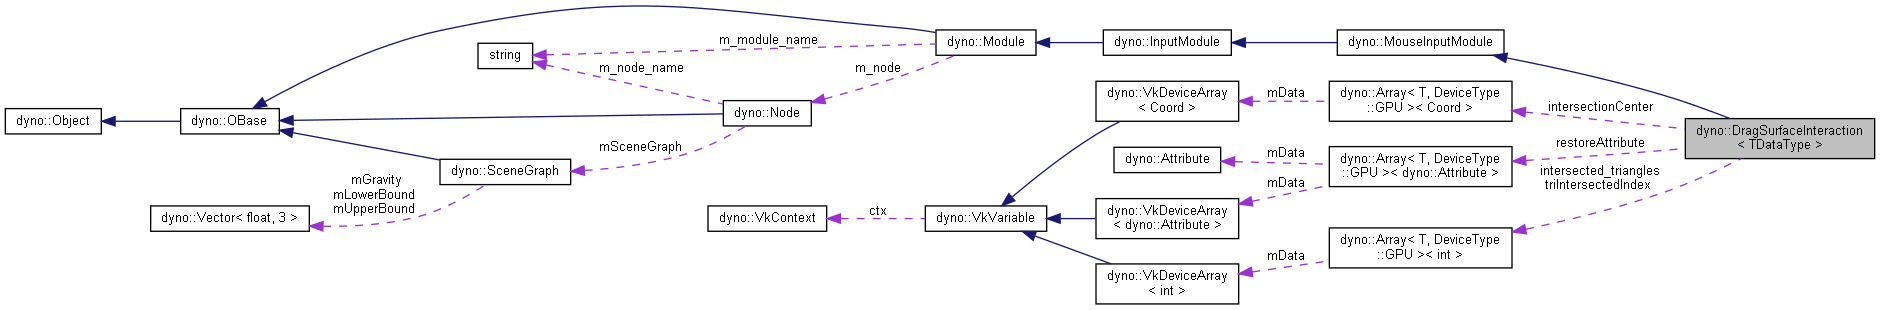 dyno::Object
dyno::OBase
string
m_module_name
m_node_name
dyno::Module
m_node
dyno::Node
mSceneGraph
dyno::SceneGraph
mGravity
mLowerBound
mUpperBound
dyno::Vector< float, 3 >
dyno::InputModule
dyno::MouseInputModule
dyno::VkDeviceArray
< Coord >
mData
dyno::Array< T, DeviceType
::GPU >< Coord >
intersectionCenter
dyno::DragSurfaceInteraction
< TDataType >
dyno::Attribute
mData
mData
dyno::Array< T, DeviceType
::GPU >< dyno::Attribute >
restoreAttribute
intersected_triangles
triIntersectedIndex
dyno::VkContext
ctx
dyno::VkVariable
dyno::VkDeviceArray
< dyno::Attribute >
dyno::Array< T, DeviceType
::GPU >< int >
mData
dyno::VkDeviceArray
< int >